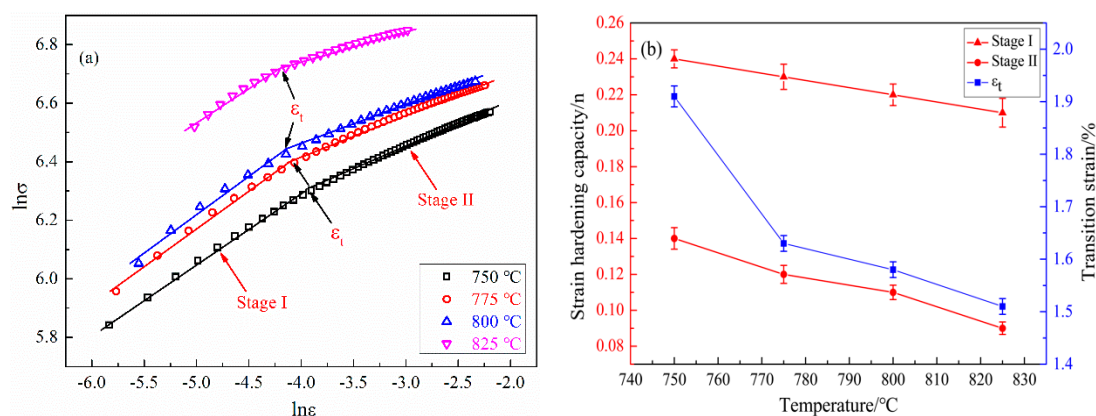 (a)
lnσ
6.8
6.6
6.4
6.2
6.0
5.8
εt
εt
Stage I
Stage II
750 ℃
775 ℃
800 ℃
825 ℃
-6.0 -5.5 -5.0 -4.5 -4.0 -3.5 -3.0 -2.5 -2.0
lnε
(b)
Strain hardening capacity/n
0.26
0.24
0.22
0.20
0.18
0.16
0.14
0.12
0.10
0.08
Stage I
Stage II
εt
2.0
1.9
1.8
1.7
1.6
1.5
1.4
Transition strain/%
740 750 760 770 780 790 800 810 820 830
Temperature/℃